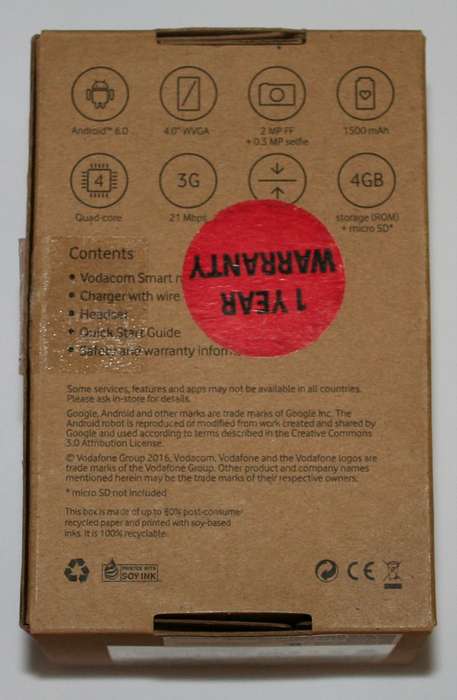 Android™ 6.0
4.0" WVGA
2 MP FF
+ 0.3 MP selfie
1500 mAh
4
3G
4GB
Quad-core
21 Mbps
storage (ROM)
+ micro SD*
1 YEAR
WARRANTY
Contents
• Vodacom Smart
• Charger with wire
• Headset
• Quick Start Guide
• Safety and warranty
Some services, features and apps may not be available in all countries.
Please ask in-store for details.
Google, Android and other marks are trade marks of Google Inc. The
Android robot is reproduced or modified from work created and shared by
Google and used according to terms described in the Creative Commons
3.0 Attribution License.
© Vodafone Group 2016. Vodacom, Vodafone and the Vodafone logos are
trade marks of the Vodafone Group. Other product and company names
mentioned herein may be the trade marks of their respective owners.
* micro SD not included
This box is made of up to 80% post-consumer
recycled paper and printed with soy-based
inks. It is 100% recyclable.
PRINTED WITH
SOY INK
CE